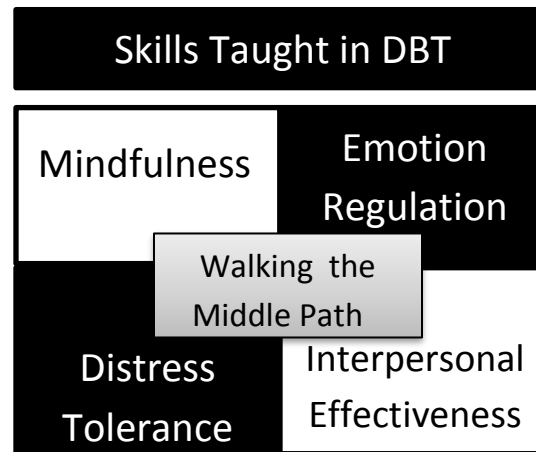 Skills Taught in DBT
Mindfulness
Emotion
Regulation
Walking the
Middle Path
Distress
Tolerance
Interpersonal
Effectiveness